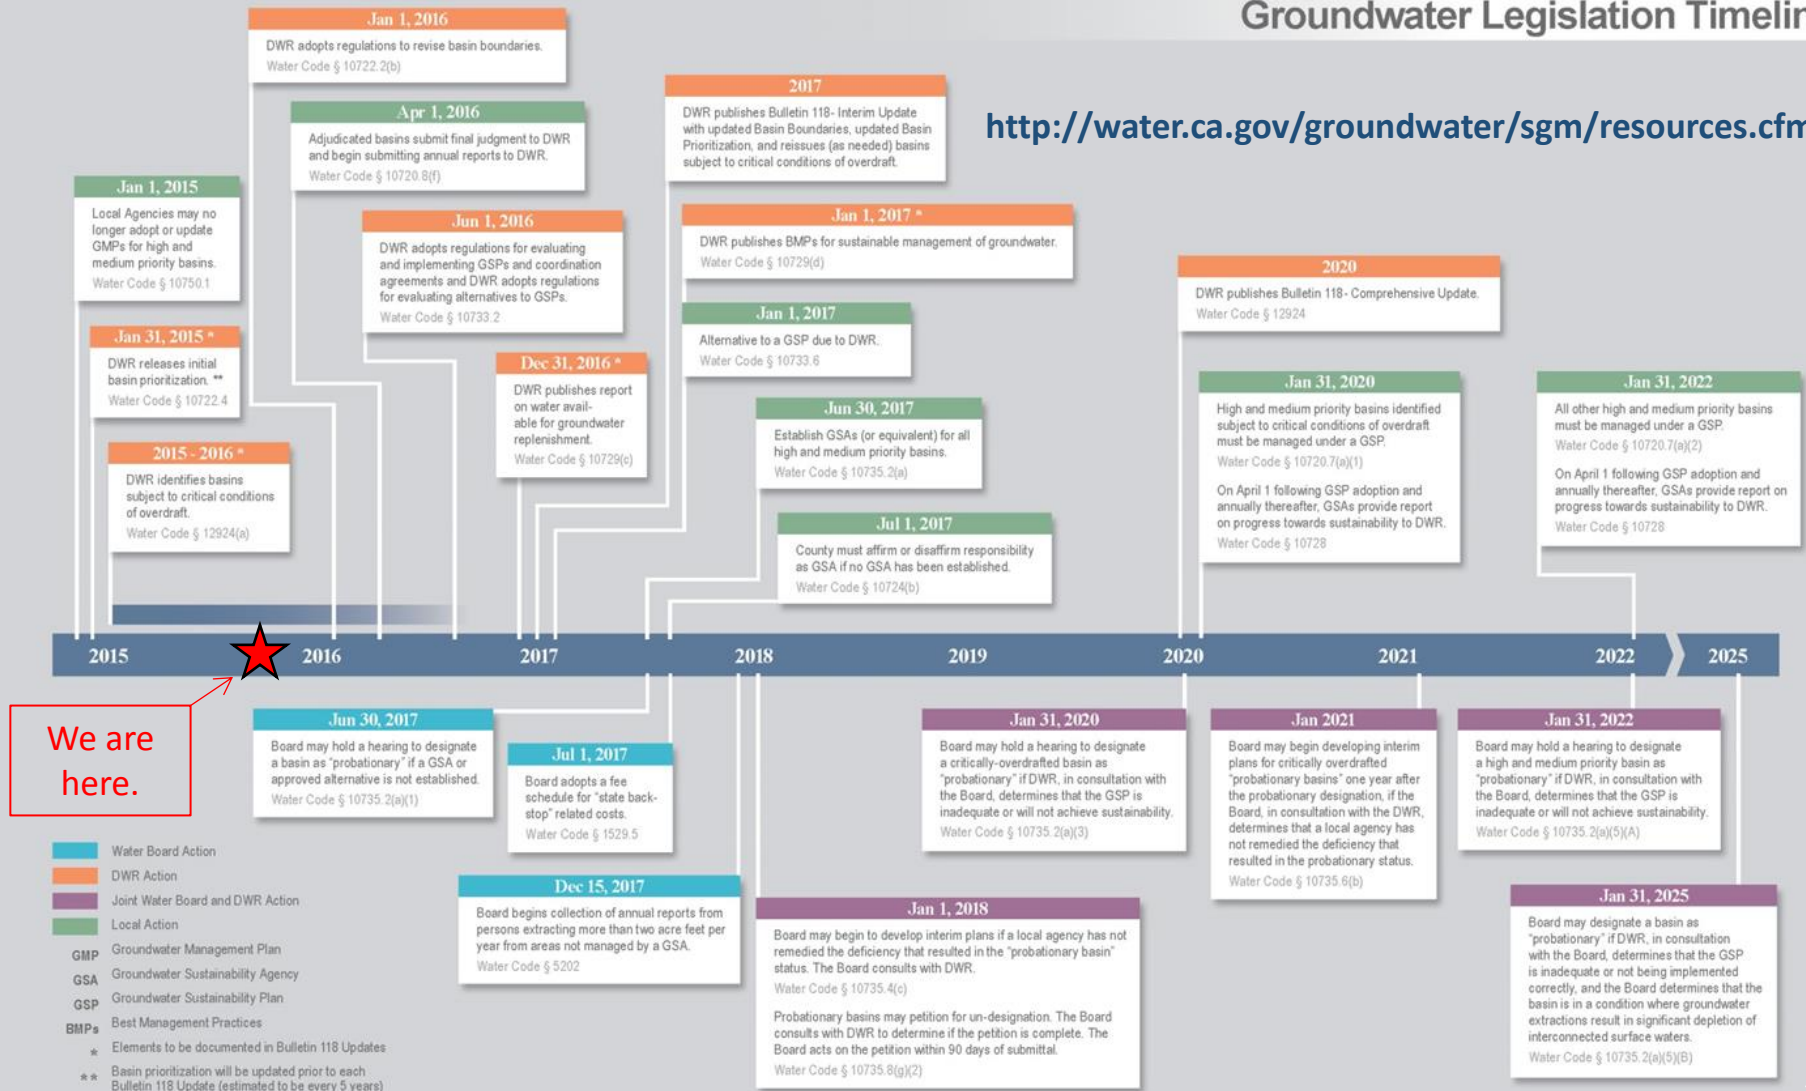 Groundwater Legislation Timelin
http://water.ca.gov/groundwater/sgm/resources.cfm
Jan 1, 2016
DWR adopts regulations to revise basin boundaries.
Water Code § 10722.2(b)
Apr 1, 2016
Adjudicated basins submit final judgment to DWR
and begin submitting annual reports to DWR.
Water Code § 10720.8(f)
Jan 1, 2015
Local Agencies may no
longer adopt or update
GMPs for high and
medium priority basins.
Water Code § 10750.1
Jun 1, 2016
DWR adopts regulations for evaluating
and implementing GSPs and coordination
agreements and DWR adopts regulations
for evaluating alternatives to GSPs.
Water Code § 10733.2
Jan 31, 2015 *
DWR releases initial
basin prioritization. **
Water Code § 10722.4
2015 - 2016 *
DWR identifies basins
subject to critical conditions
of overdraft.
Water Code § 12924(a)
Dec 31, 2016 *
DWR publishes report
on water avail-
able for groundwater
replenishment.
Water Code § 10729(c)
2017
DWR publishes Bulletin 118- Interim Update
with updated Basin Boundaries, updated Basin
Prioritization, and reissues (as needed) basins
subject to critical conditions of overdraft.
Jan 1, 2017 *
DWR publishes BMPs for sustainable management of groundwater.
Water Code § 10729(d)
Jan 1, 2017
Alternative to a GSP due to DWR.
Water Code § 10733.6
Jun 30, 2017
Establish GSAs (or equivalent) for all
high and medium priority basins.
Water Code § 10735.2(a)
Jul 1, 2017
County must affirm or disaffirm responsibility
as GSA if no GSA has been established.
Water Code § 10724(b)
2020
DWR publishes Bulletin 118- Comprehensive Update.
Water Code § 12924
Jan 31, 2020
High and medium priority basins identified
subject to critical conditions of overdraft
must be managed under a GSP.
Water Code § 10720.7(a)(1)
On April 1 following GSP adoption and
annually thereafter, GSAs provide report
on progress towards sustainability to DWR.
Water Code § 10728
Jan 31, 2022
All other high and medium priority basins
must be managed under a GSP.
Water Code § 10720.7(a)(2)
On April 1 following GSP adoption and
annually thereafter, GSAs provide report on
progress towards sustainability to DWR.
Water Code § 10728
2015 2016 2017 2018 2019 2020 2021 2022 2025
We are
here.
Jun 30, 2017
Board may hold a hearing to designate
a basin as "probationary" if a GSA or
approved alternative is not established.
Water Code § 10735.2(a)(1)
Jul 1, 2017
Board adopts a fee
schedule for "state back-
stop" related costs.
Water Code § 1529.5
Dec 15, 2017
Board begins collection of annual reports from
persons extracting more than two acre feet per
year from areas not managed by a GSA.
Water Code § 5202
Jan 1, 2018
Board may begin to develop interim plans if a local agency has not
remedied the deficiency that resulted in the "probationary basin"
status. The Board consults with DWR.
Water Code § 10735.4(c)
Probationary basins may petition for un-designation. The Board
consults with DWR to determine if the petition is complete. The
Board acts on the petition within 90 days of submittal.
Water Code § 10735.8(g)(2)
Jan 31, 2020
Board may hold a hearing to designate
a critically-overdrafted basin as
"probationary" if DWR, in consultation with
the Board, determines that the GSP is
inadequate or will not achieve sustainability.
Water Code § 10735.2(a)(3)
Jan 2021
Board may begin developing interim
plans for critically overdrafted
"probationary basins" one year after
the probationary designation, if the
Board, in consultation with the DWR,
determines that a local agency has
not remedied the deficiency that
resulted in the probationary status.
Water Code § 10735.6(b)
Jan 31, 2022
Board may hold a hearing to designate
a high and medium priority basin as
"probationary" if DWR, in consultation with
the Board, determines that the GSP is
inadequate or will not achieve sustainability.
Water Code § 10735.2(a)(5)(A)
Jan 31, 2025
Board may designate a basin as
"probationary" if DWR, in consultation
with the Board, determines that the GSP
is inadequate or not being implemented
correctly, and the Board determines that the
basin is in a condition where groundwater
extractions result in significant depletion of
interconnected surface waters.
Water Code § 10735.2(a)(5)(B)
Water Board Action
DWR Action
Joint Water Board and DWR Action
Local Action
GMP Groundwater Management Plan
GSA Groundwater Sustainability Agency
GSP Groundwater Sustainability Plan
BMPs Best Management Practices
* Elements to be documented in Bulletin 118 Updates
** Basin prioritization will be updated prior to each
Bulletin 118 Update (estimated to be every 5 years)